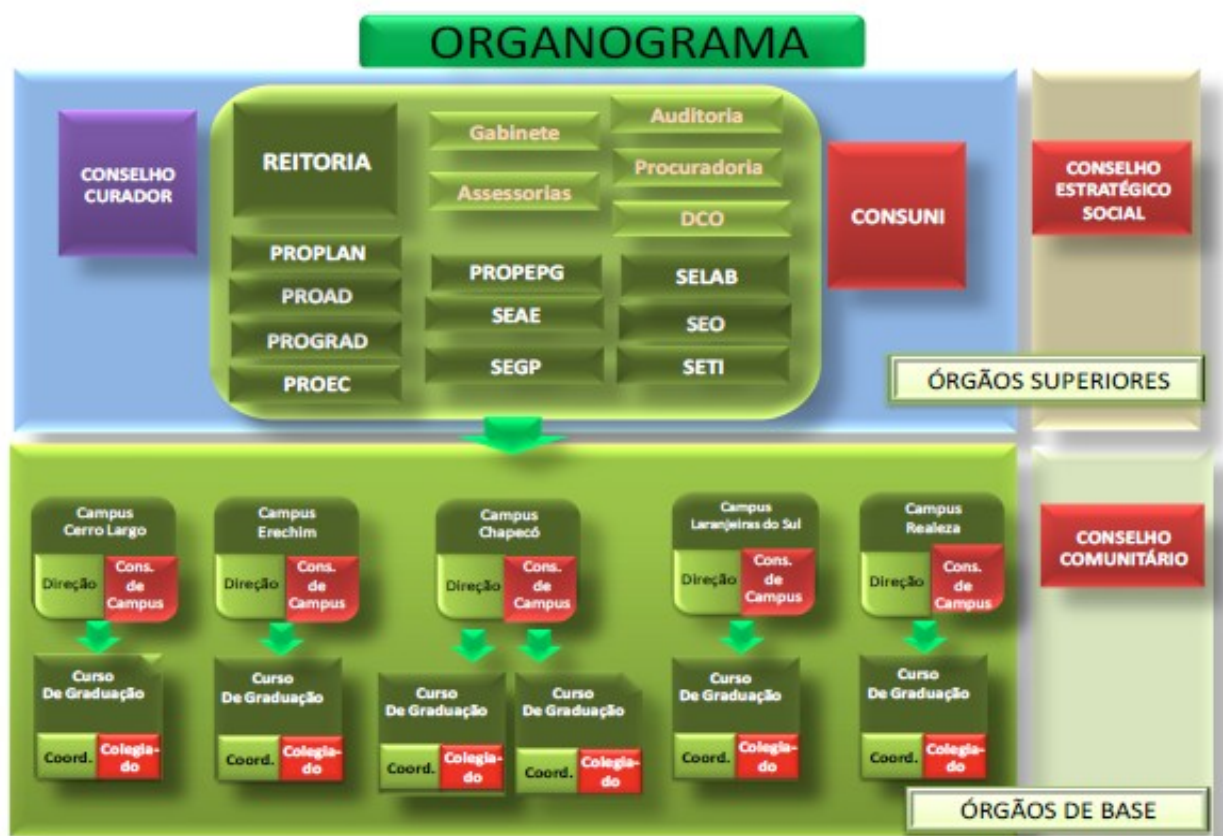 ORGANOGRAMA
CONSELHO
CURADOR
REITORIA
PROPLAN
PROAD
PROGRAD
PROEC
Gabinete
Assessorias
Auditoria
Procuradoria
DCO
PROPEPG
SEAE
SEGP
SELAB
SEO
SETI
CONSUNI
CONSELHO
ESTRATÉGICO
SOCIAL
ÓRGÃOS SUPERIORES
Campus
Cerro Largo
Direção
Cons.
de
Campus
Curso
De Graduação
Coord.
Colegia-
do
Campus
Erechim
Direção
Cons.
de
Campus
Curso
De Graduação
Coord.
Colegia-
do
Campus
Chapecó
Direção
Cons.
de
Campus
Curso
De Graduação
Coord.
Colegia-
do
Curso
De Graduação
Coord.
Colegia-
do
Campus
Laranjeiras do Sul
Direção
Cons.
de
Campus
Curso
De Graduação
Coord.
Colegia-
do
Campus
Realeza
Direção
Cons.
de
Campus
Curso
De Graduação
Coord.
Colegia-
do
CONSELHO
COMUNITÁRIO
ÓRGÃOS DE BASE